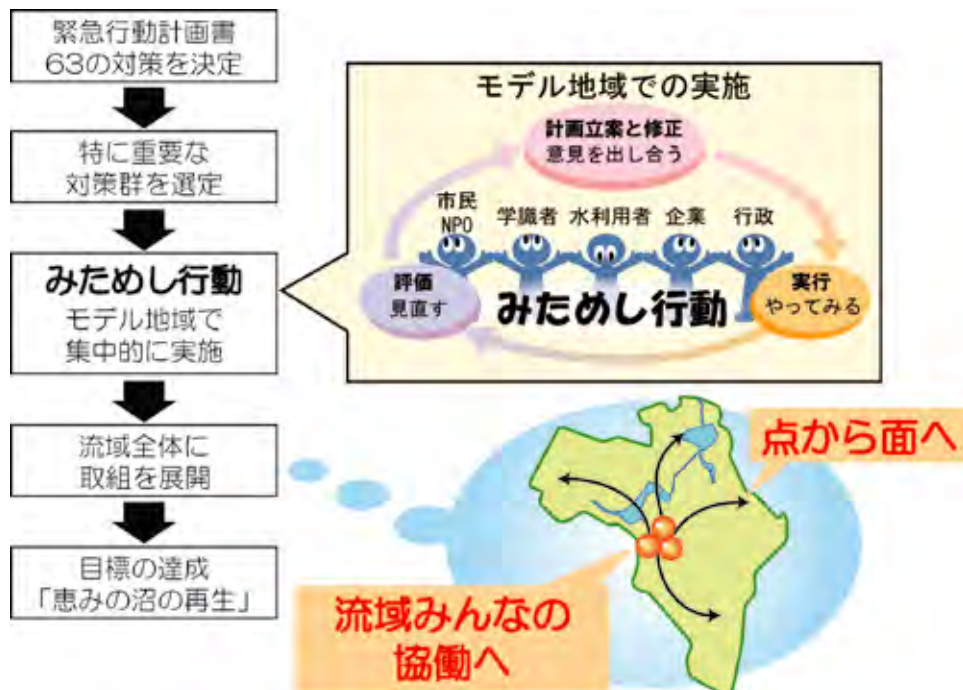 緊急行動計画書
63の対策を決定
特に重要な
対策群を選定
みためし行動
モデル地域で
集中的に実施
流域全体に
取組を展開
目標の達成
「恵みの沼の再生」
モデル地域での実施
計画立案と修正
意見を出し合う
市民
NPO
学識者
水利用者
企業
行政
評価
見直す
みためし行動
実行
やってみる
点から面へ
流域みんなの
協働へ